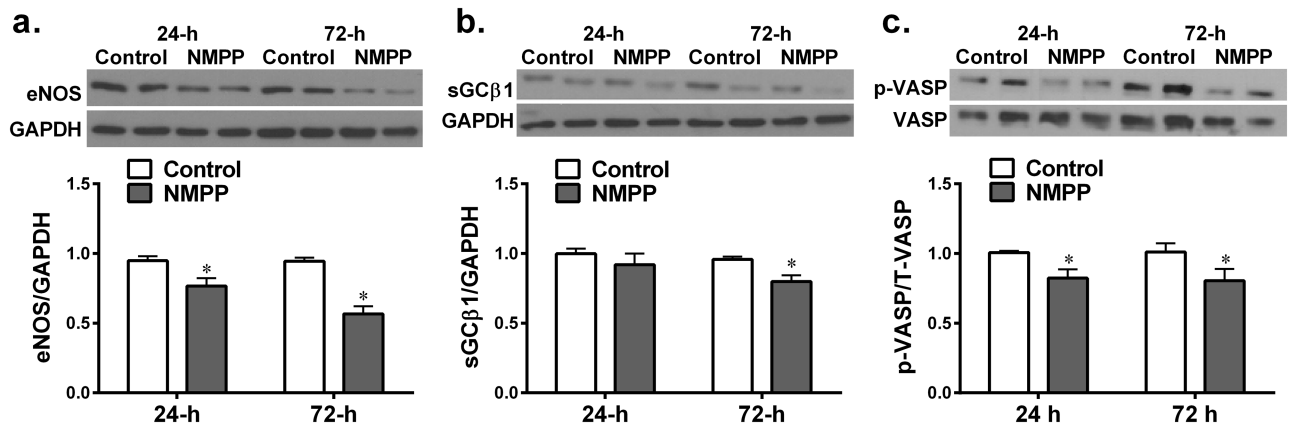 a.
24-h 72-h
Control NMPP Control NMPP
eNOS
GAPDH
Control
NMPP
1.5
1.0
0.5
0.0
eNOS/GAPDH
* *
24-h 72-h
b.
24-h 72-h
Control NMPP Control NMPP
sGCβ1
GAPDH
Control
NMPP
1.5
1.0
0.5
0.0
sGCβ1/GAPDH
*
24-h 72-h
c.
24-h 72-h
Control NMPP Control NMPP
p-VASP
VASP
Control
NMPP
1.5
1.0
0.5
0.0
p-VASP/T-VASP
* *
24 h 72 h